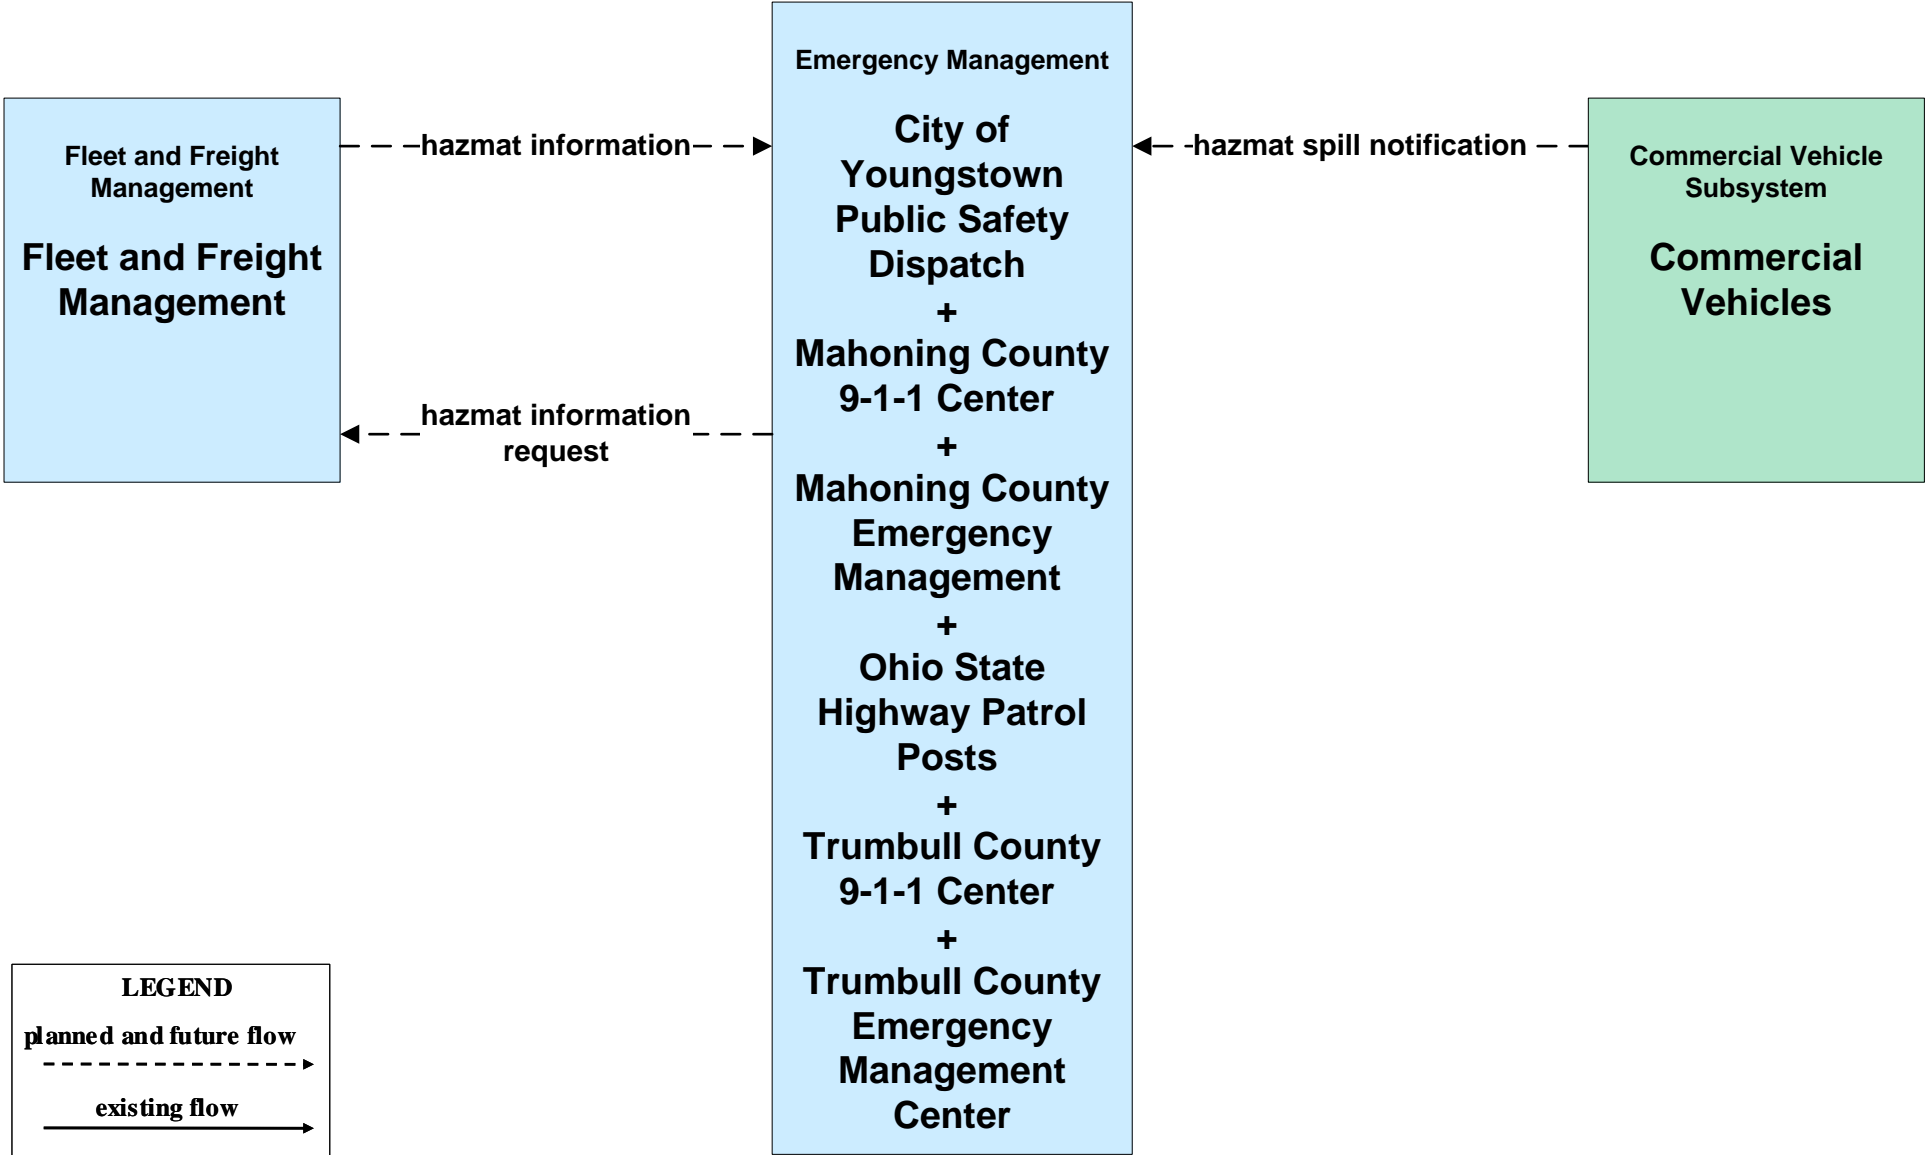 Fleet and Freight
Management
Fleet and Freight
Management
hazmat information
hazmat information
request
Emergency Management
City of
Youngstown
Public Safety
Dispatch
+
Mahoning County
9-1-1 Center
+
Mahoning County
Emergency
Management
+
Ohio State
Highway Patrol
Posts
+
Trumbull County
9-1-1 Center
+
Trumbull County
Emergency
Management
Center
hazmat spill notification
Commercial Vehicle
Subsystem
Commercial
Vehicles
LEGEND
planned and future flow
existing flow